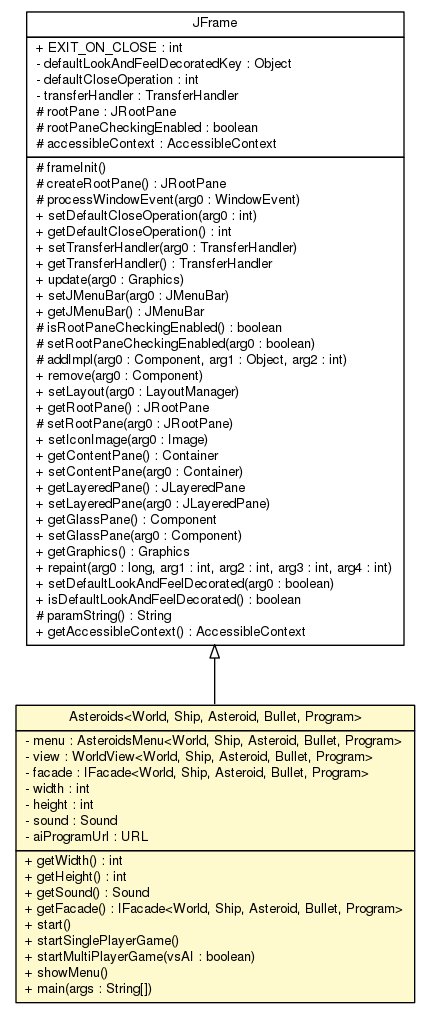 JFrame
+ EXIT_ON_CLOSE : int
- defaultLookAndFeelDecoratedKey : Object
- defaultCloseOperation : int
- transferHandler : TransferHandler
# rootPane : JRootPane
# rootPaneCheckingEnabled : boolean
# accessibleContext : AccessibleContext
# frameInit()
# createRootPane() : JRootPane
# processWindowEvent(arg0 : WindowEvent)
+ setDefaultCloseOperation(arg0 : int)
+ getDefaultCloseOperation() : int
+ setTransferHandler(arg0 : TransferHandler)
+ getTransferHandler() : TransferHandler
+ update(arg0 : Graphics)
+ setJMenuBar(arg0 : JMenuBar)
+ getJMenuBar() : JMenuBar
# isRootPaneCheckingEnabled() : boolean
# setRootPaneCheckingEnabled(arg0 : boolean)
# addImpl(arg0 : Component, arg1 : Object, arg2 : int)
+ remove(arg0 : Component)
+ setLayout(arg0 : LayoutManager)
+ getRootPane() : JRootPane
# setRootPane(arg0 : JRootPane)
+ setIconImage(arg0 : Image)
+ getContentPane() : Container
+ setContentPane(arg0 : Container)
+ getLayeredPane() : JLayeredPane
+ setLayeredPane(arg0 : JLayeredPane)
+ getGlassPane() : Component
+ setGlassPane(arg0 : Component)
+ getGraphics() : Graphics
+ repaint(arg0 : long, arg1 : int, arg2 : int, arg3 : int, arg4 : int)
+ setDefaultLookAndFeelDecorated(arg0 : boolean)
+ isDefaultLookAndFeelDecorated() : boolean
# paramString() : String
+ getAccessibleContext() : AccessibleContext
Asteroids<World, Ship, Asteroid, Bullet, Program>
- menu : AsteroidsMenu<World, Ship, Asteroid, Bullet, Program>
- view : WorldView<World, Ship, Asteroid, Bullet, Program>
- facade : IFacade<World, Ship, Asteroid, Bullet, Program>
- width : int
- height : int
- sound : Sound
- aiProgramUrl : URL
+ getWidth() : int
+ getHeight() : int
+ getSound() : Sound
+ getFacade() : IFacade<World, Ship, Asteroid, Bullet, Program>
+ start()
+ startSinglePlayerGame()
+ startMultiPlayerGame(vsAI : boolean)
+ showMenu()
+ main(args : String[])